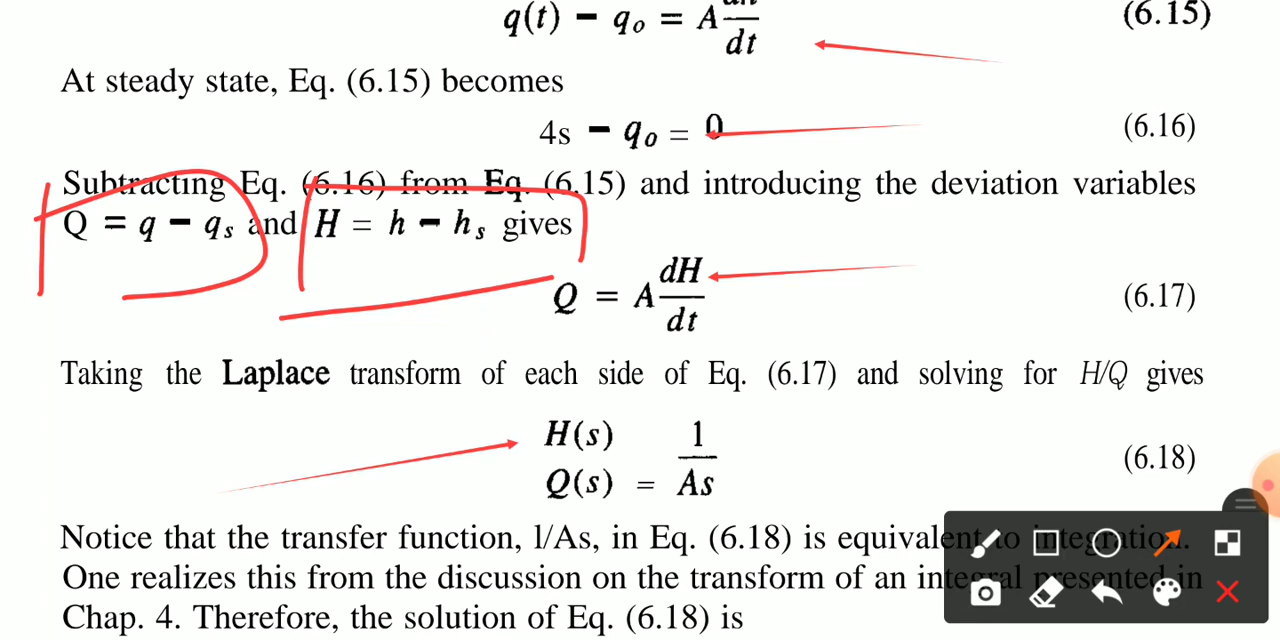 q(t) − qo = A dh/dt (6.15)
At steady state, Eq. (6.15) becomes
4s − qo = 0 (6.16)
Subtracting Eq. (6.16) from Eq. (6.15) and introducing the deviation variables
Q = q − qs and H = h − hs gives
Q = A dH/dt (6.17)
Taking the Laplace transform of each side of Eq. (6.17) and solving for H/Q gives
H(s)/Q(s) = 1/As (6.18)
Notice that the transfer function, l/As, in Eq. (6.18) is equivalent to integration.
One realizes this from the discussion on the transform of an integral presented in
Chap. 4. Therefore, the solution of Eq. (6.18) is